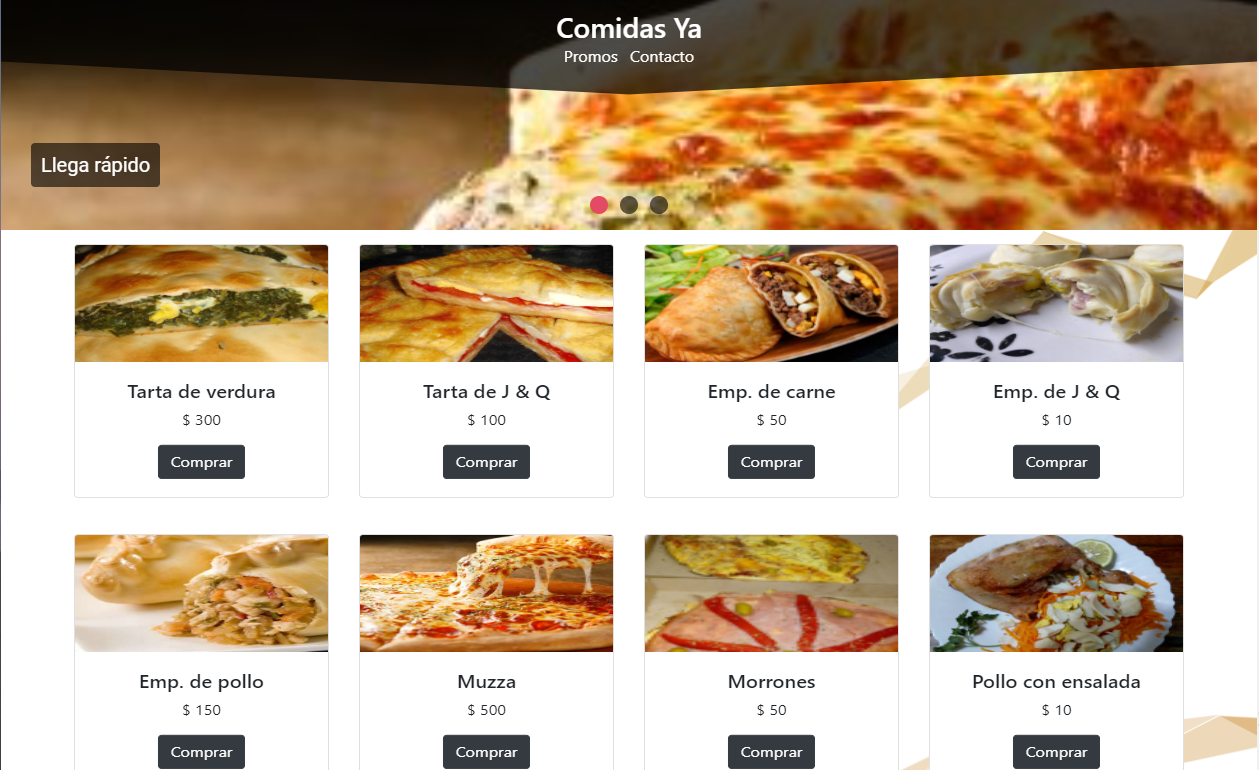 Comidas Ya
Promos Contacto
Llega rápido
Tarta de verdura
$ 300
Comprar
Tarta de J & Q
$ 100
Comprar
Emp. de carne
$ 50
Comprar
Emp. de J & Q
$ 10
Comprar
Emp. de pollo
$ 150
Comprar
Muzza
$ 500
Comprar
Morrones
$ 50
Comprar
Pollo con ensalada
$ 10
Comprar